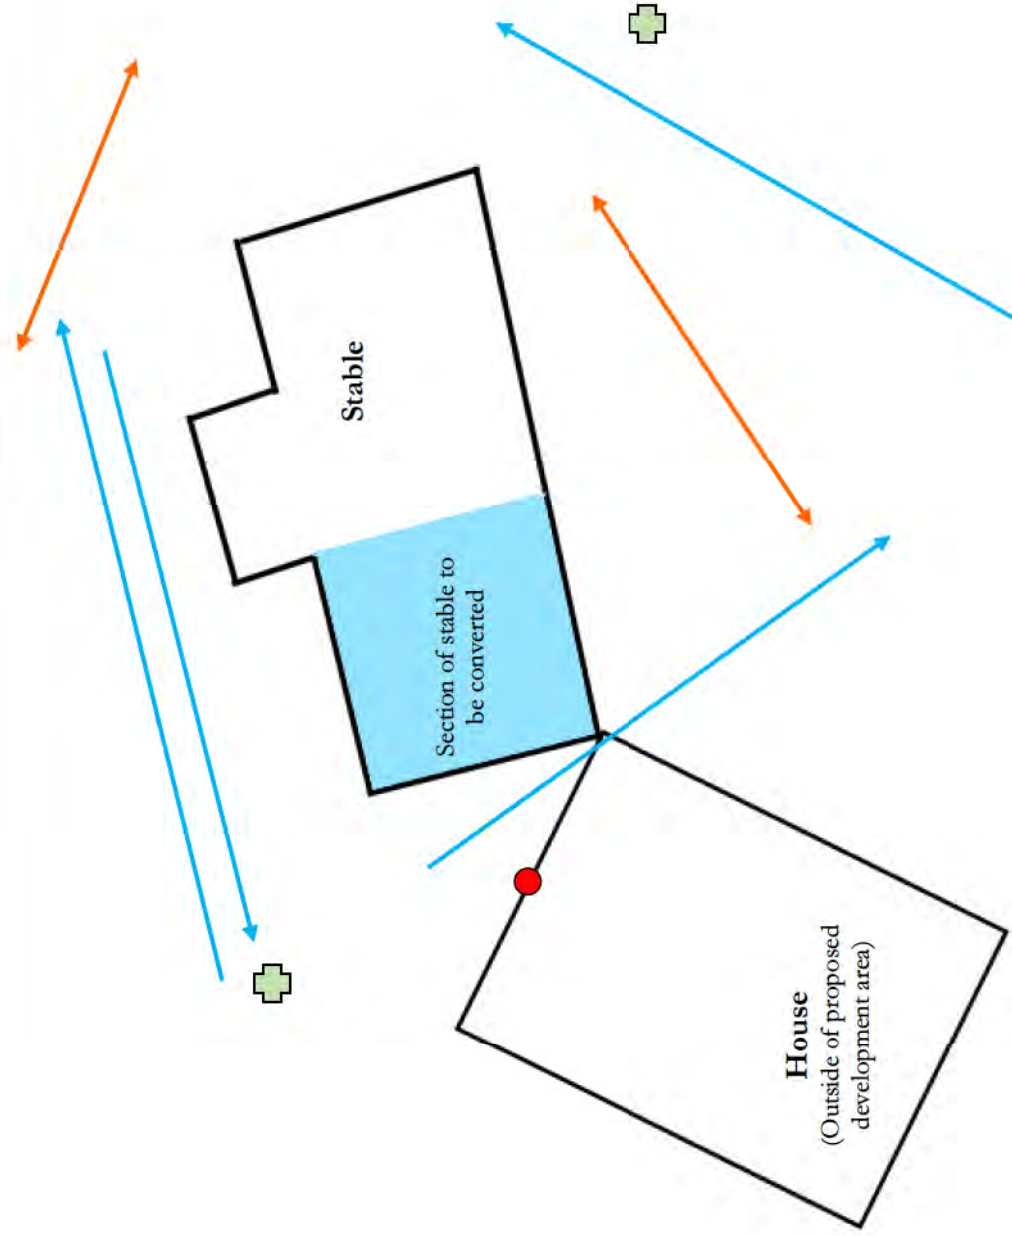 Stable
Section of stable to
be converted
House
(Outside of proposed
development area)